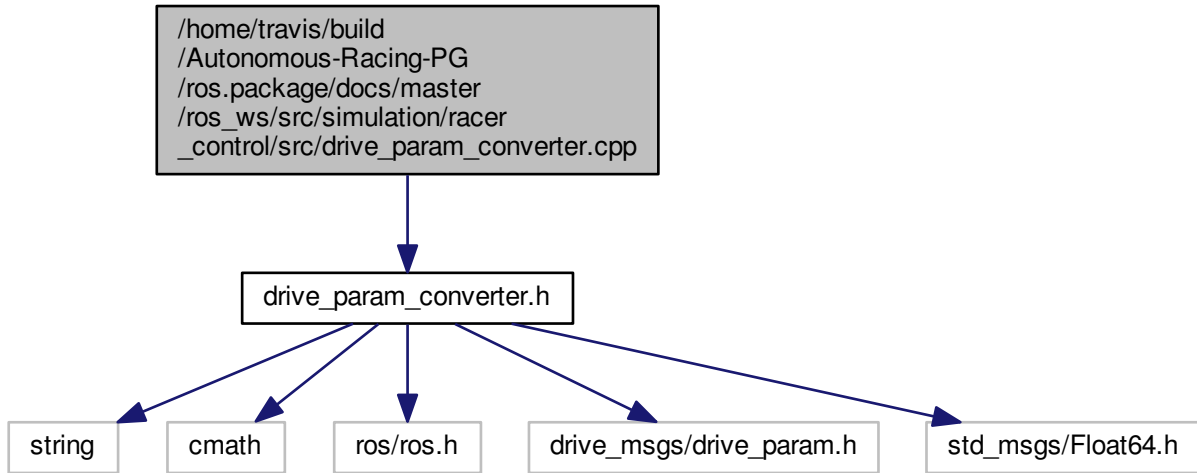 /home/travis/build
/Autonomous-Racing-PG
/ros.package/docs/master
/ros_ws/src/simulation/racer
_control/src/drive_param_converter.cpp
drive_param_converter.h
string
cmath
ros/ros.h
drive_msgs/drive_param.h
std_msgs/Float64.h